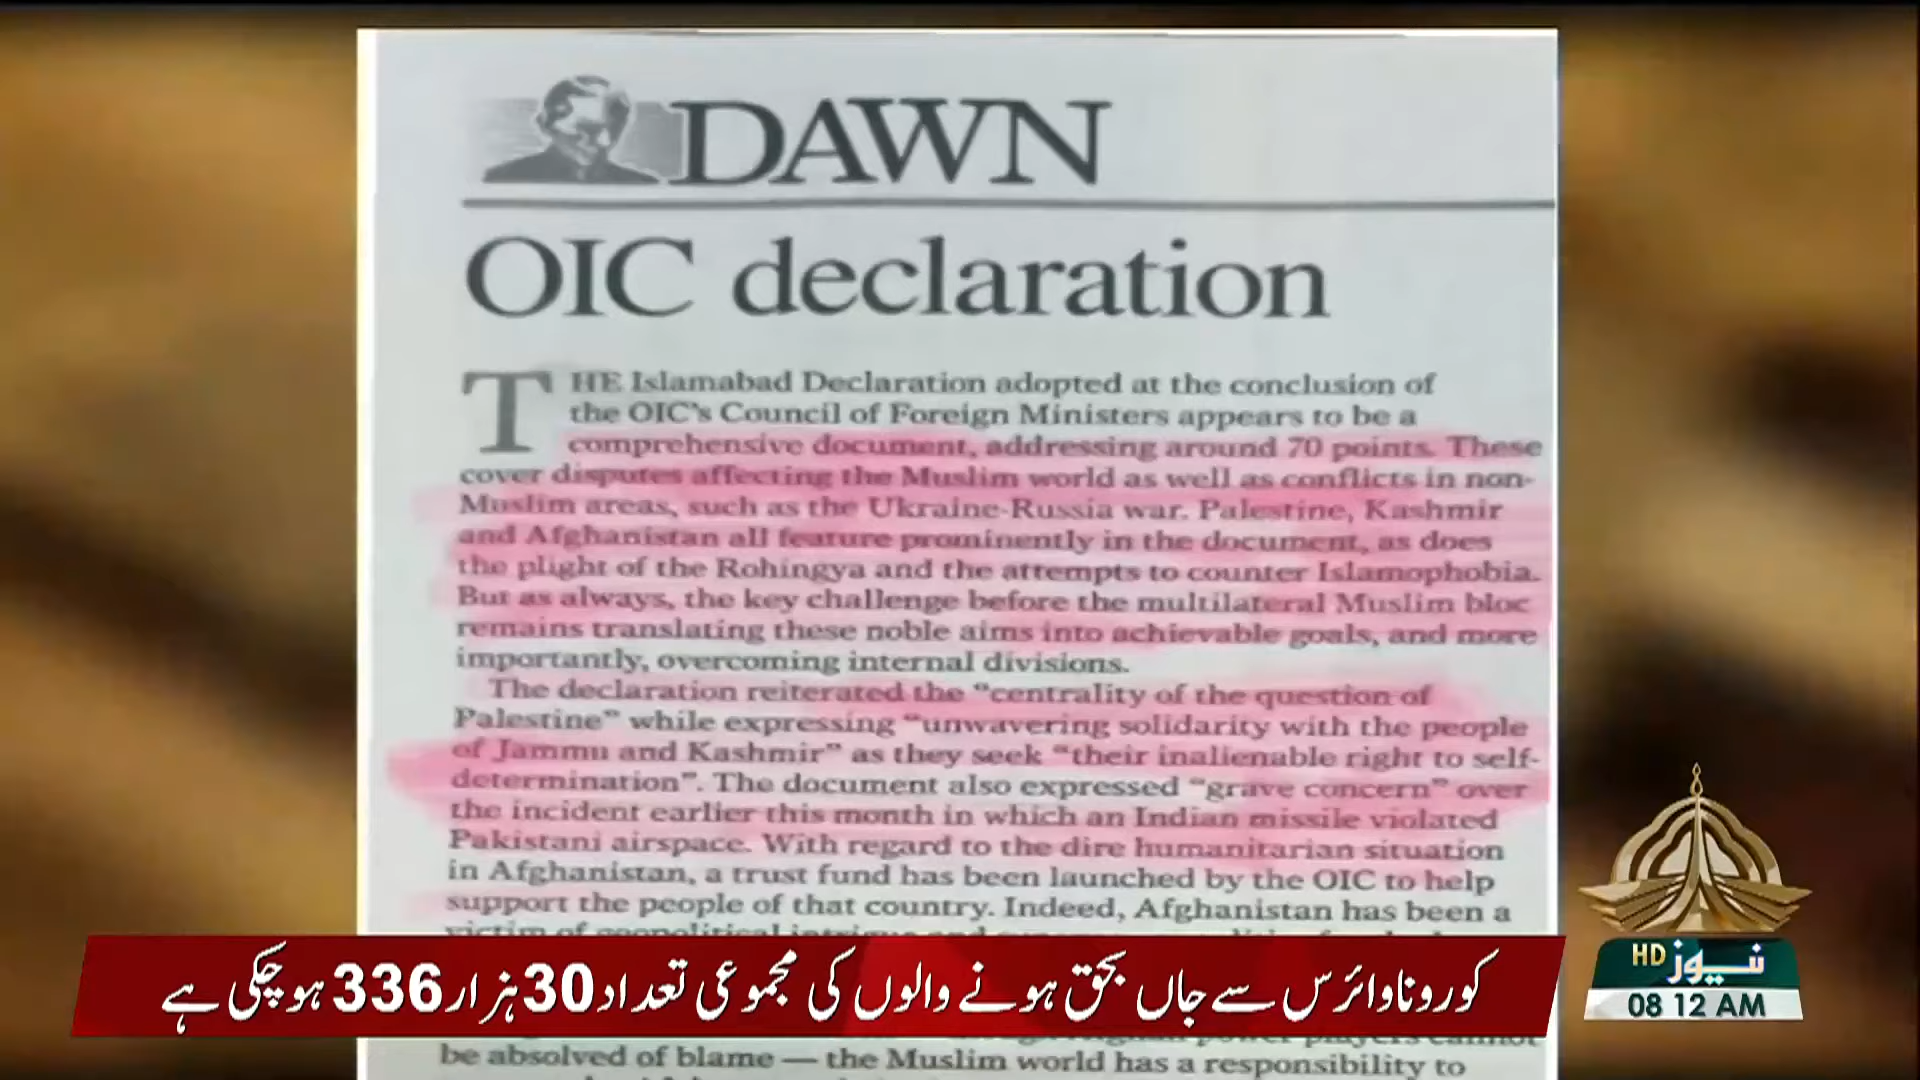 DAWN
OIC declaration
THE Islamabad Declaration adopted at the conclusion of
the OIC's Council of Foreign Ministers appears to be a
comprehensive document, addressing around 70 points. These
cover disputes affecting the Muslim world as well as conflicts in non-
Muslim areas, such as the Ukraine-Russia war. Palestine, Kashmir
and Afghanistan all feature prominently in the document, as does
the plight of the Rohingya and the attempts to counter Islamophobia.
But as always, the key challenge before the multilateral Muslim bloc
remains translating these noble aims into achievable goals, and more
importantly, overcoming internal divisions.
The declaration reiterated the “centrality of the question of
Palestine” while expressing “unwavering solidarity with the people
of Jammu and Kashmir” as they seek “their inalienable right to self-
determination”. The document also expressed “grave concern” over
the incident earlier this month in which an Indian missile violated
Pakistani airspace. With regard to the dire humanitarian situation
in Afghanistan, a trust fund has been launched by the OIC to help
support the people of that country. Indeed, Afghanistan has been a
victim of geopolitical intrigue and
کورونا وائرس سے جاں بحق ہونے والوں کی مجموعی تعداد 30 ہزار 336 ہو چکی ہے
be absolved of blame — the Muslim world has a responsibility to
نیوز HD
08 12 AM